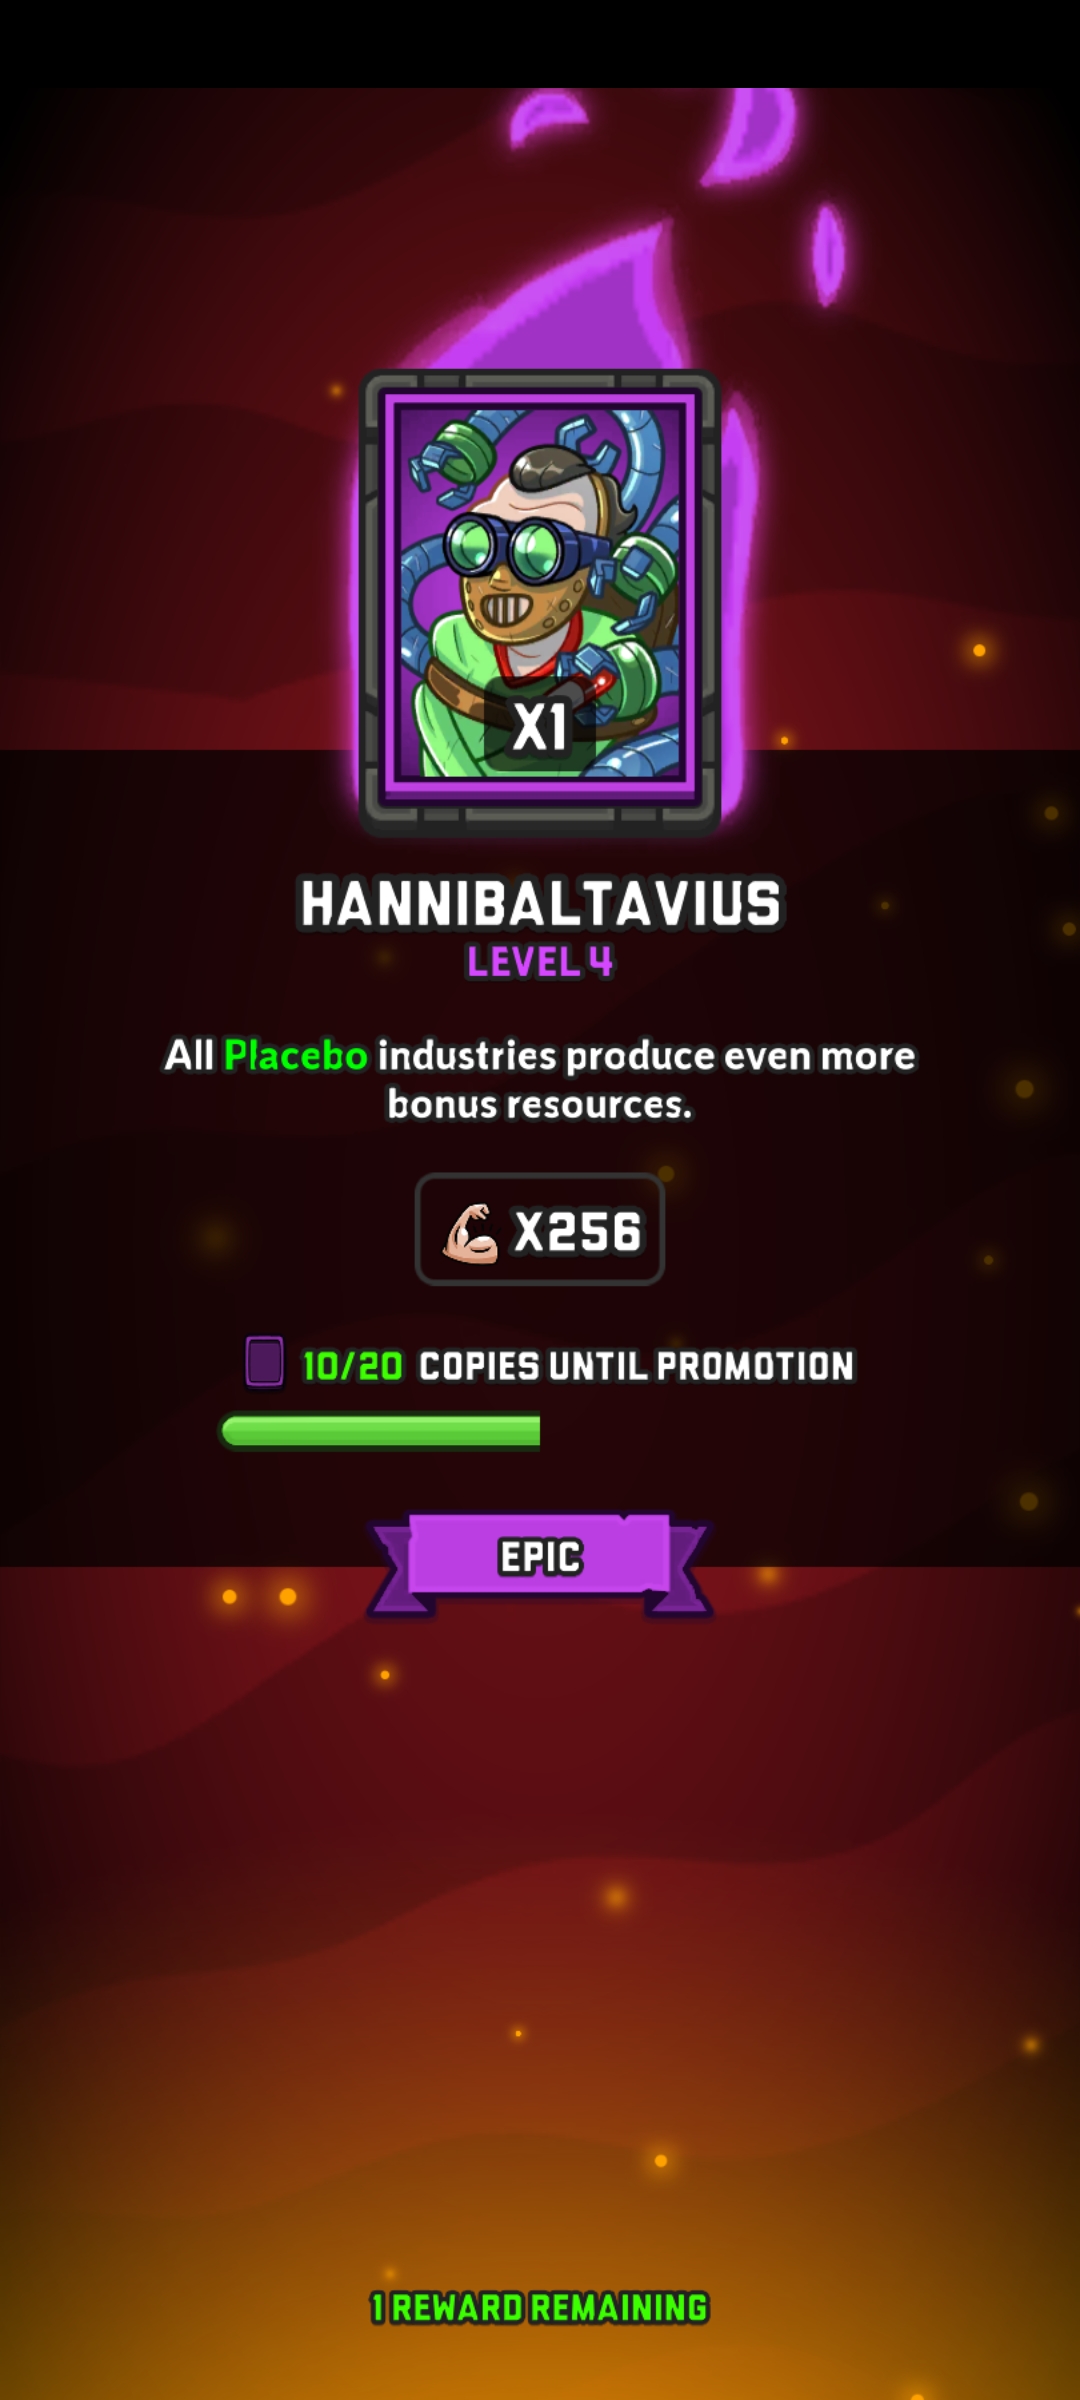 X1
HANNIBALTAVIUS
LEVEL 4
All Placebo industries produce even more
bonus resources.
X256
10/20 COPIES UNTIL PROMOTION
EPIC
1 REWARD REMAINING